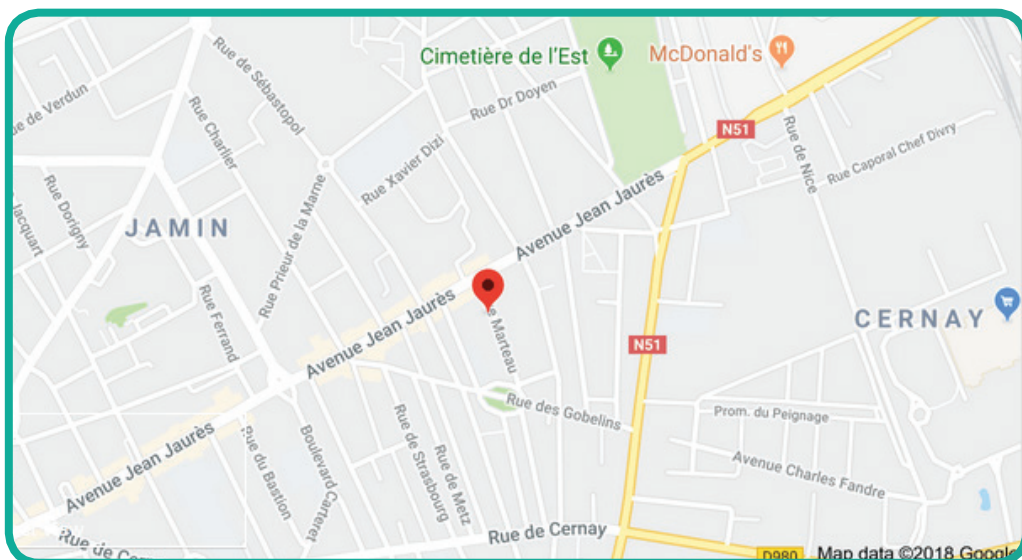 Cimetière de l'Est
McDonald's
Rue de Sébastopol
ue de Verdun
Rue Charlier
Rue Dr Doyen
N51
Rue de Nice
Rue Caporal Chef Divry
Rue Xavier Dizi
Rue Dorigny
Jacquart
JAMIN
Rue Prieur de la Marne
Avenue Jean Jaurès
Rue Ferrand
Avenue Jean Jaurès
e Marteau
CERNAY
N51
Rue des Gobelins
Prom. du Peignage
Avenue Jean Jaurès
Rue du Bastion
Boulevard Carteret
Rue de Strasbourg
Rue de Metz
Avenue Charles Fandre
Rue de Cernay
Rue de Ce
D980
Map data ©2018 Google